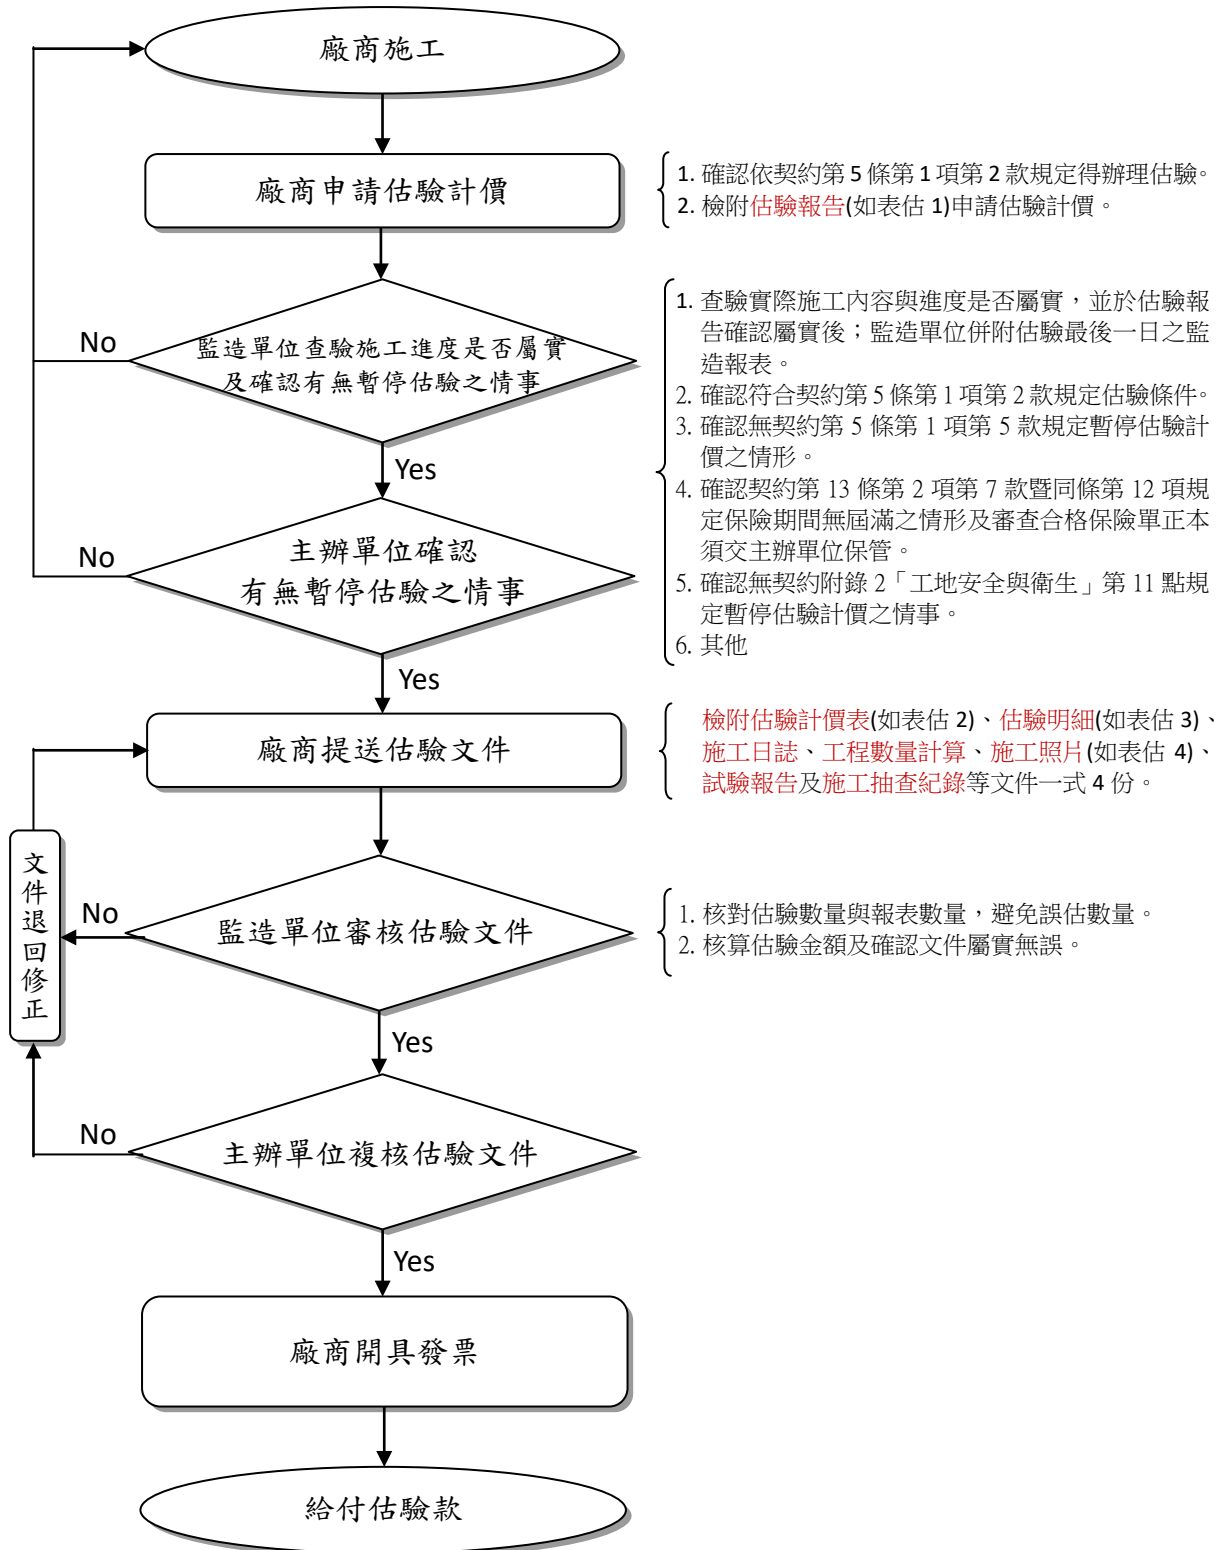 廠商施工
廠商申請估驗計價
1. 確認依契約第 5 條第 1 項第 2 款規定得辦理估驗。
2. 檢附估驗報告(如表估 1)申請估驗計價。
No
監造單位查驗施工進度是否屬實
及確認有無暫停估驗之情事
Yes
1. 查驗實際施工內容與進度是否屬實，並於估驗報
告確認屬實後；監造單位併附估驗最後一日之監
造報表。
2. 確認符合契約第 5 條第 1 項第 2 款規定估驗條件。
3. 確認無契約第 5 條第 1 項第 5 款規定暫停估驗計
價之情形。
4. 確認契約第 13 條第 2 項第 7 款暨同條第 12 項規
定保險期間無屆滿之情形及審查合格保險單正本
須交主辦單位保管。
5. 確認無契約附錄 2「工地安全與衛生」第 11 點規
定暫停估驗計價之情事。
6. 其他
No
主辦單位確認
有無暫停估驗之情事
Yes
廠商提送估驗文件
檢附估驗計價表(如表估 2)、估驗明細(如表估 3)、
施工日誌、工程數量計算、施工照片(如表估 4)、
試驗報告及施工抽查紀錄等文件一式 4 份。
文件退回修正
No
監造單位審核估驗文件
1. 核對估驗數量與報表數量，避免誤估數量。
2. 核算估驗金額及確認文件屬實無誤。
Yes
No
主辦單位複核估驗文件
Yes
廠商開具發票
給付估驗款